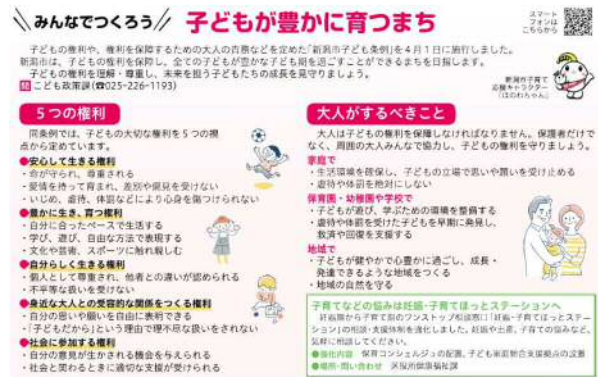 みんなでつくろう 子どもが豊かに育つまち
スマート
フォンは
こちらから
子どもの権利や、権利を保障するための大人の責務などを定めた「新潟市子ども条例」を4月1日に施行しました。
新潟市は、子どもの権利を保障し、全ての子どもが豊かな子ども期を過ごすことができるまちを目指します。
子どもの権利を理解・尊重し、未来を担う子どもたちの成長を見守りましょう。
問こども政策課(☎025-226-1193)
新潟市子育て
応援キャラクター
「ほのわちゃん」
5つの権利
同条例では、子どもの大切な権利を5つの視
点から定めています。
●安心して生きる権利
・命が守られ、尊重される
・愛情を持って育まれ、差別や偏見を受けない
・いじめ、虐待、体罰などにより心身を傷つけられない
●豊かに生き、育つ権利
・自分に合ったペースで生活する
・学び、遊び、自由な方法で表現する
・文化や芸術、スポーツに触れ親しむ
●自分らしく生きる権利
・個人として尊重され、他者との違いが認められる
・不平等な扱いを受けない
●身近な大人との受容的な関係をつくる権利
・自分の思いや願いを自由に表明できる
・「子どもだから」という理由で理不尽な扱いをされない
●社会に参加する権利
・自分の意見が生かされる機会を与えられる
・社会と関わるときに適切な支援が受けられる
大人がするべきこと
大人は子どもの権利を保障しなければなりません。保護者だけで
なく、周囲の大人みんなで協力し、子どもの権利を守りましょう。
家庭で
・生活環境を確保し、子どもの立場で思いや願いを受け止める
・虐待や体罰を絶対にしない
保育園・幼稚園や学校で
・子どもが遊び、学ぶための環境を整備する
・虐待や体罰を受けた子どもを早期に発見し、
救済や回復を支援する
地域で
・子どもが健やかで心豊かに過ごし、成長・
発達できるような地域をつくる
・地域の自然を守る
子育てなどの悩みは妊娠・子育てほっとステーションへ
妊娠期から子育て期のワンストップ相談窓口「妊娠・子育てほっとステー
ション」の相談・支援体制を強化しました。妊娠や出産、子育ての悩みなど、
気軽に相談してください。
●強化内容 保育コンシェルジュの配置、子ども家庭総合支援拠点の設置
●場所・問い合わせ 区役所健康福祉課